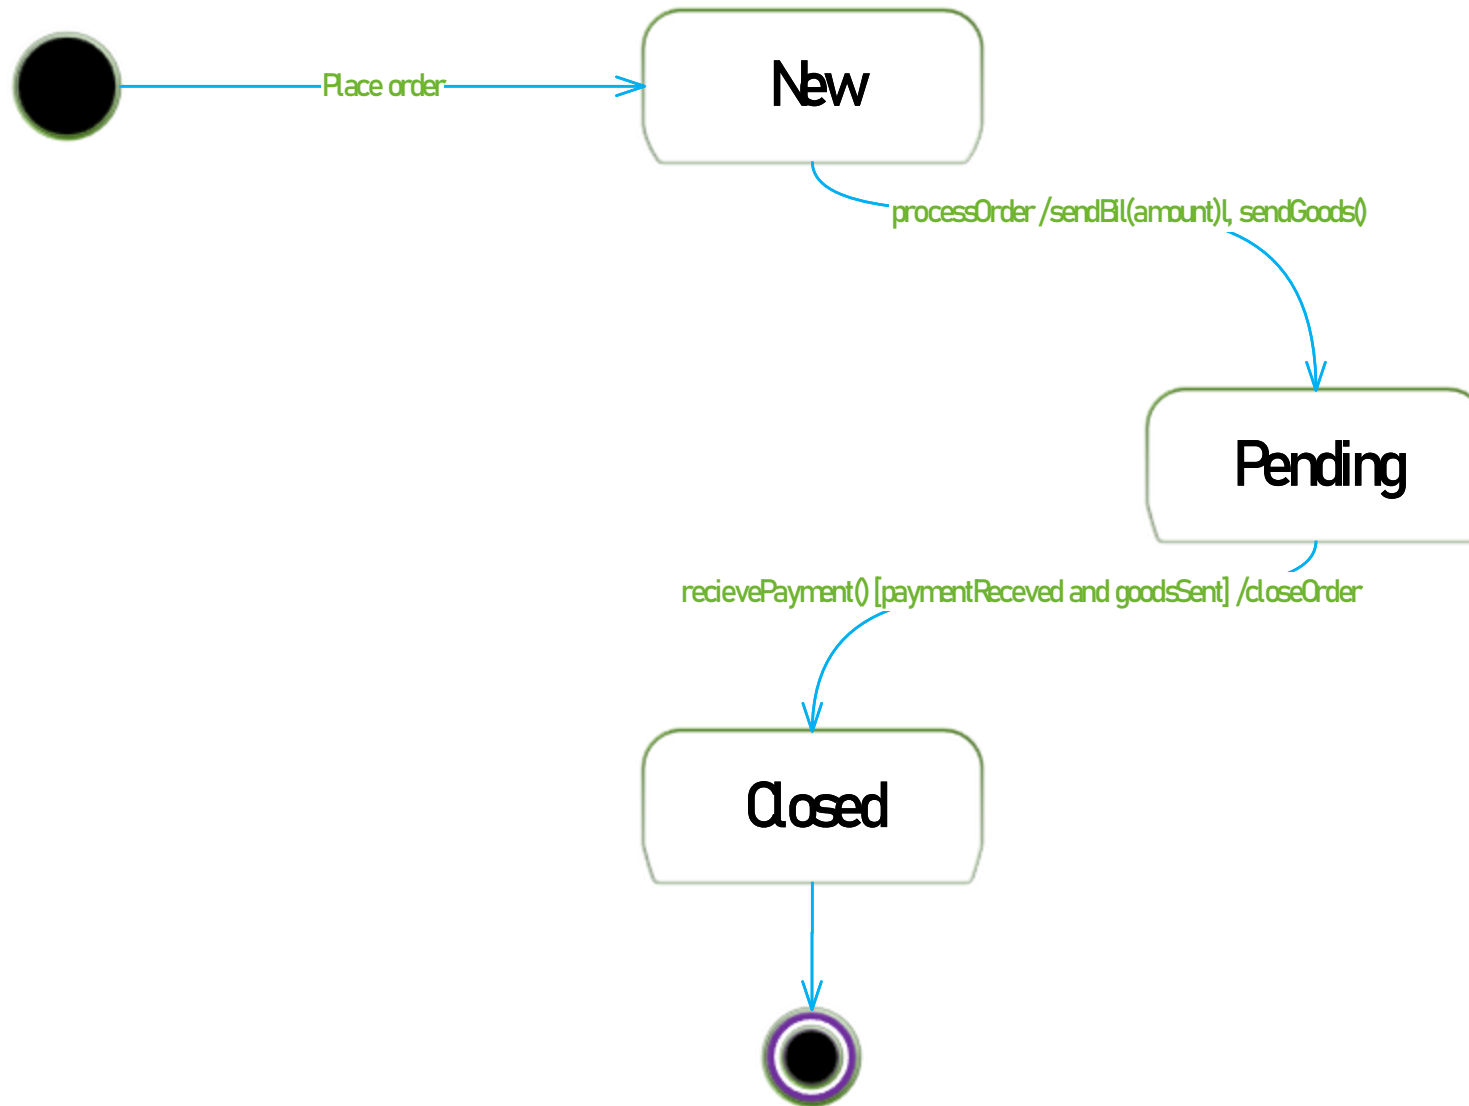 Place order
New
processOrder /sendBil(amount)l, sendGoods()
Pending
recievePayment() [paymentReceved and goodsSent] /closeOrder
Closed